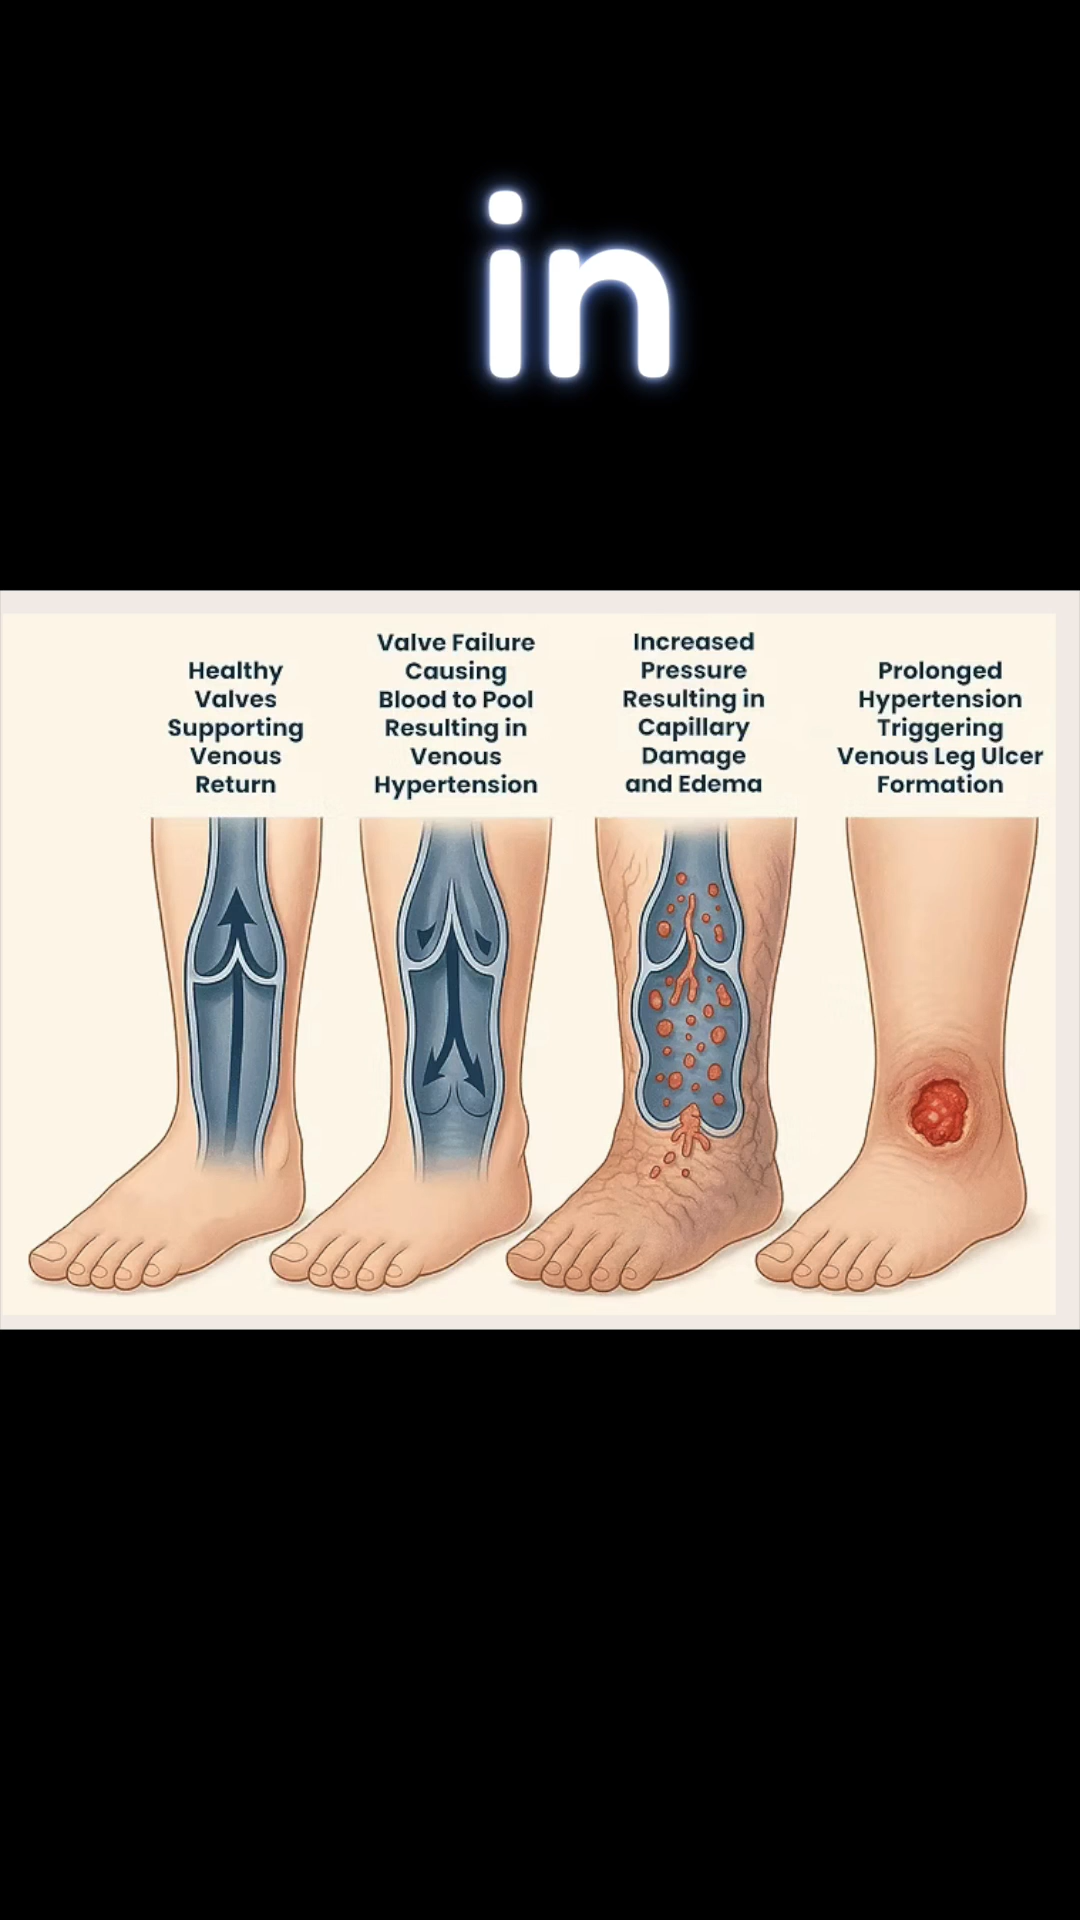 in
Healthy
Valves
Supporting
Venous
Return
Valve Failure
Causing
Blood to Pool
Resulting in
Venous
Hypertension
Increased
Pressure
Resulting in
Capillary
Damage
and Edema
Prolonged
Hypertension
Triggering
Venous Leg Ulcer
Formation